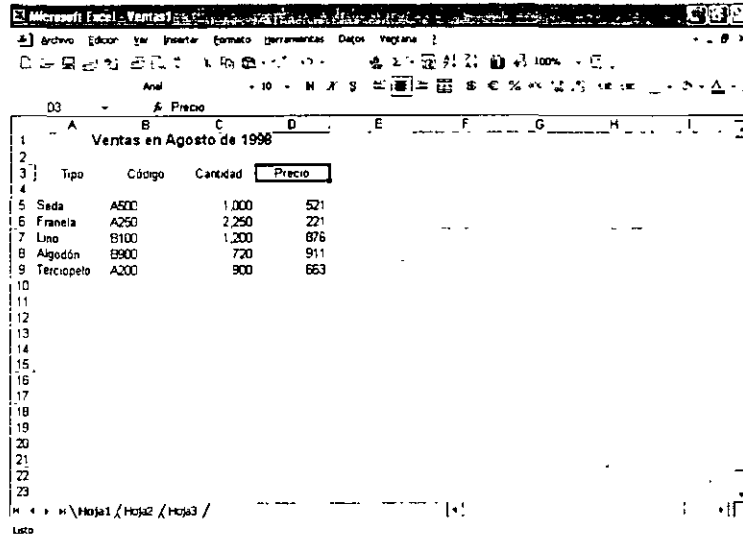 Microsoft Excel - Ventas1
Archivo Edicion Ver Insertar Formato Herramientas Datos Ventana ?
100%
Arial 10 N K S € %
D3 fx Precio
A B C D E F G H I
1 Ventas en Agosto de 1998
2
3 Tipo Código Cantidad Precio
4
5 Seda A500 1,000 521
6 Franela A250 2,250 221
7 Lino B100 1,200 876
8 Algodón B900 720 911
9 Terciopelo A200 900 663
10
11
12
13
14
15
16
17
18
19
20
21
22
23
Hoja1 / Hoja2 / Hoja3 /
Listo